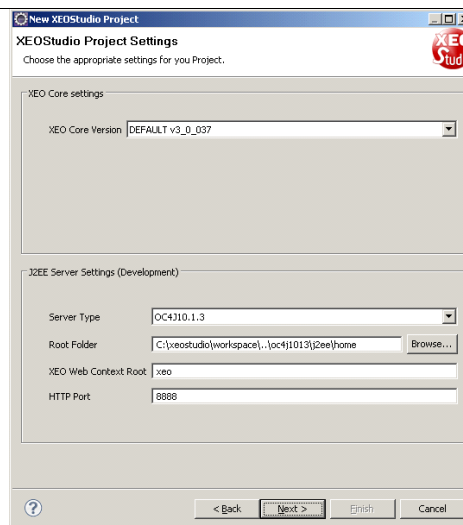 New XEOStudio Project
XEOStudio Project Settings
Choose the appropriate settings for you Project.
XEO Core settings
XEO Core Version DEFAULT v3_0_037
J2EE Server Settings (Development)
Server Type OC4J10.1.3
Root Folder C:\xeostudio\workspace\..\oc4j1013\j2ee\home Browse...
XEO Web Context Root xeo
HTTP Port 8888
< Back Next > Finish Cancel